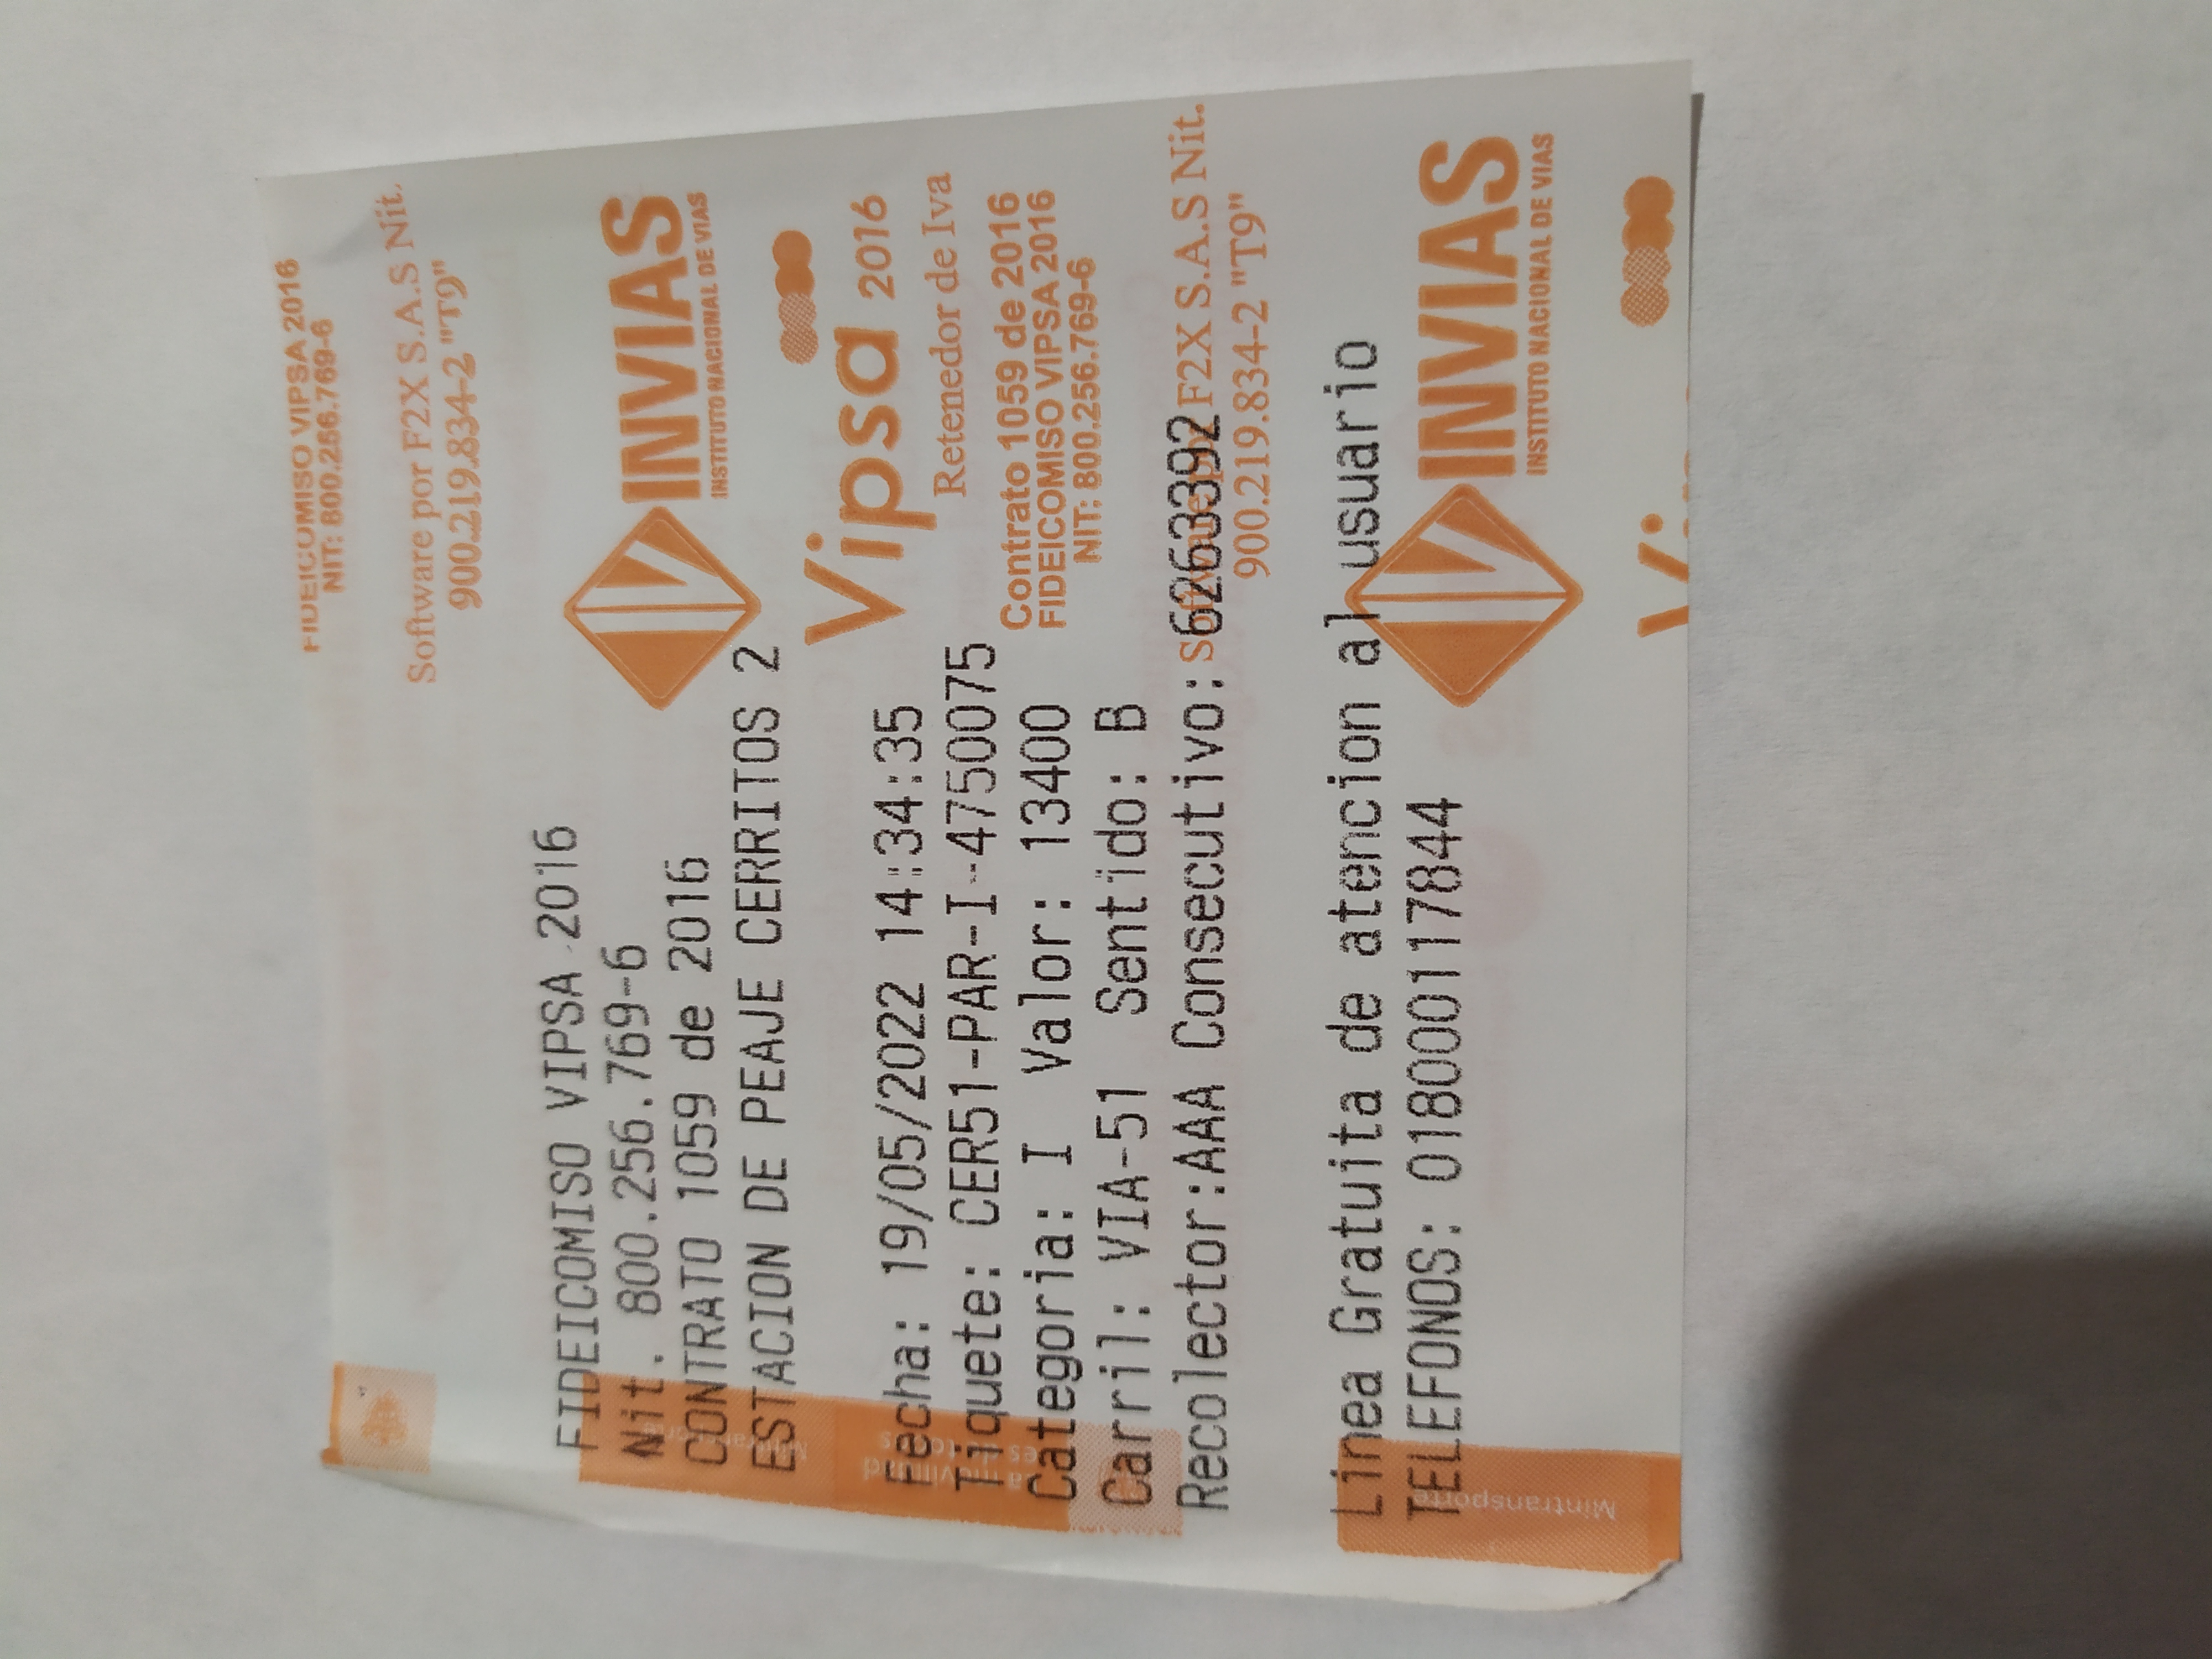 FIDEICOMISO VIPSA 2016
NIT: 800.256.769-6
Software por F2X S.A.S Nit.
900.219.834-2 "T9"
INVIAS
INSTITUTO NACIONAL DE VIAS
FIDEICOMISO VIPSA 2016
Nit. 800.256.769-6
CONTRATO 1059 de 2016
ESTACION DE PEAJE CERRITOS 2
Vipsa 2016
Retenedor de Iva
Contrato 1059 de 2016
FIDEICOMISO VIPSA 2016
NIT: 800.256.769-6
Fecha: 19/05/2022 14:34:35
Tiquete: CER51-PAR-I-4750075
Categoria: I Valor: 13400
Carril: VIA-51 Sentido: B
Recolector:AAA Consecutivo: 6263392
Software por F2X S.A.S Nit.
900.219.834-2 "T9"
Linea Gratuita de atencion al usuario
TELEFONOS: 018000117844
INVIAS
INSTITUTO NACIONAL DE VIAS
Mintransporte